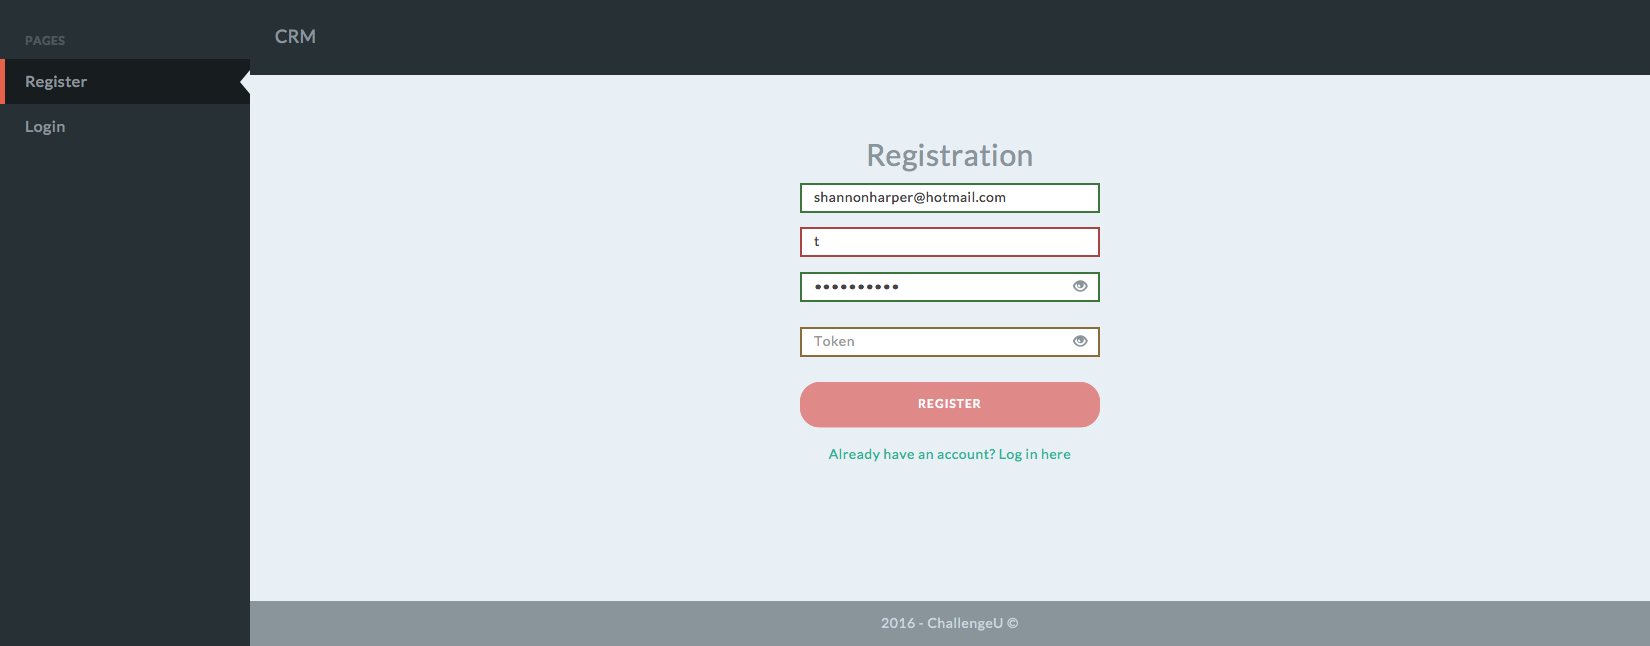 PAGES
Register
Login
CRM
Registration
shannonharper@hotmail.com
t
••••••••••
Token
REGISTER
Already have an account? Log in here
2016 - ChallengeU ©